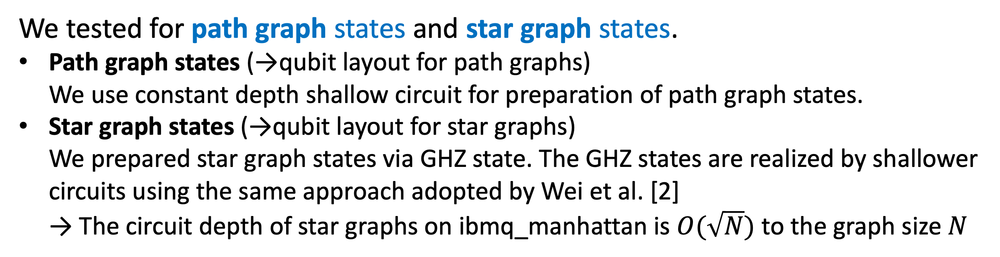 We tested for path graph states and star graph states.
• Path graph states (→qubit layout for path graphs)
We use constant depth shallow circuit for preparation of path graph states.
• Star graph states (→qubit layout for star graphs)
We prepared star graph states via GHZ state. The GHZ states are realized by shallower
circuits using the same approach adopted by Wei et al. [2]
→ The circuit depth of star graphs on ibmq_manhattan is O(√N) to the graph size N